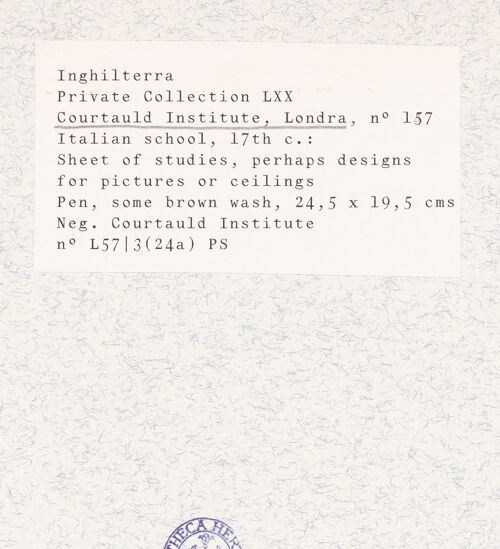 Inghilterra
Private Collection LXX
Courtauld Institute, Londra, nº 157
Italian school, 17th c.:
Sheet of studies, perhaps designs
for pictures or ceilings
Pen, some brown wash, 24,5 x 19,5 cms
Neg. Courtauld Institute
nº L57|3(24a) PS
THECA HER